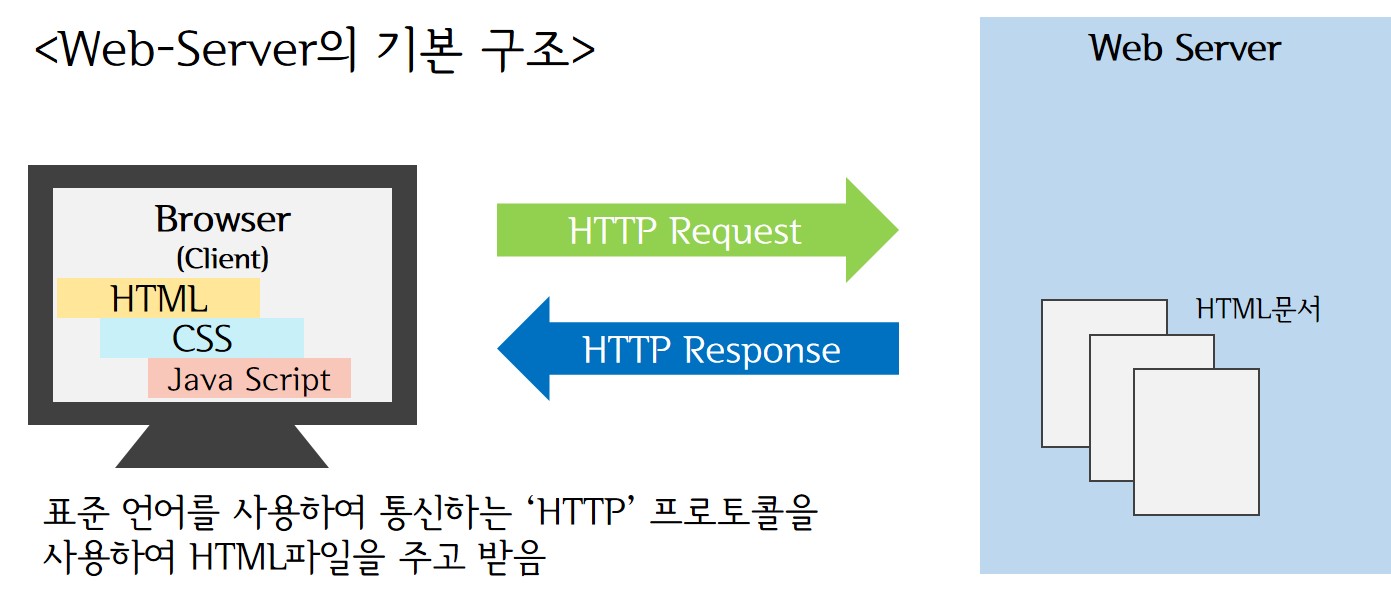 <Web-Server의 기본 구조>
Web Server
Browser
(Client)
HTML
CSS
Java Script
HTTP Request
HTTP Response
HTML문서
표준 언어를 사용하여 통신하는 ‘HTTP’ 프로토콜을
사용하여 HTML파일을 주고 받음